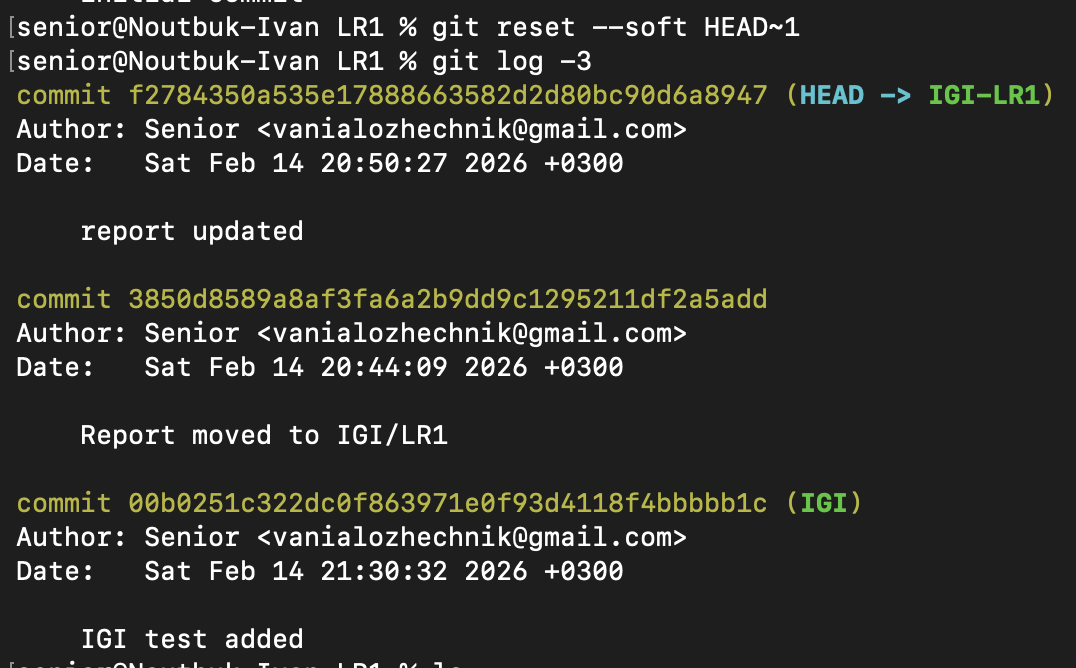 [senior@Noutbuk-Ivan LR1 % git reset --soft HEAD~1
[senior@Noutbuk-Ivan LR1 % git log -3
commit f2784350a535e17888663582d2d80bc90d6a8947 (HEAD -> IGI-LR1)
Author: Senior <vanialozhechnik@gmail.com>
Date:   Sat Feb 14 20:50:27 2026 +0300
report updated
commit 3850d8589a8af3fa6a2b9dd9c1295211df2a5add
Author: Senior <vanialozhechnik@gmail.com>
Date:   Sat Feb 14 20:44:09 2026 +0300
Report moved to IGI/LR1
commit 00b0251c322dc0f863971e0f93d4118f4bbbbb1c (IGI)
Author: Senior <vanialozhechnik@gmail.com>
Date:   Sat Feb 14 21:30:32 2026 +0300
IGI test added